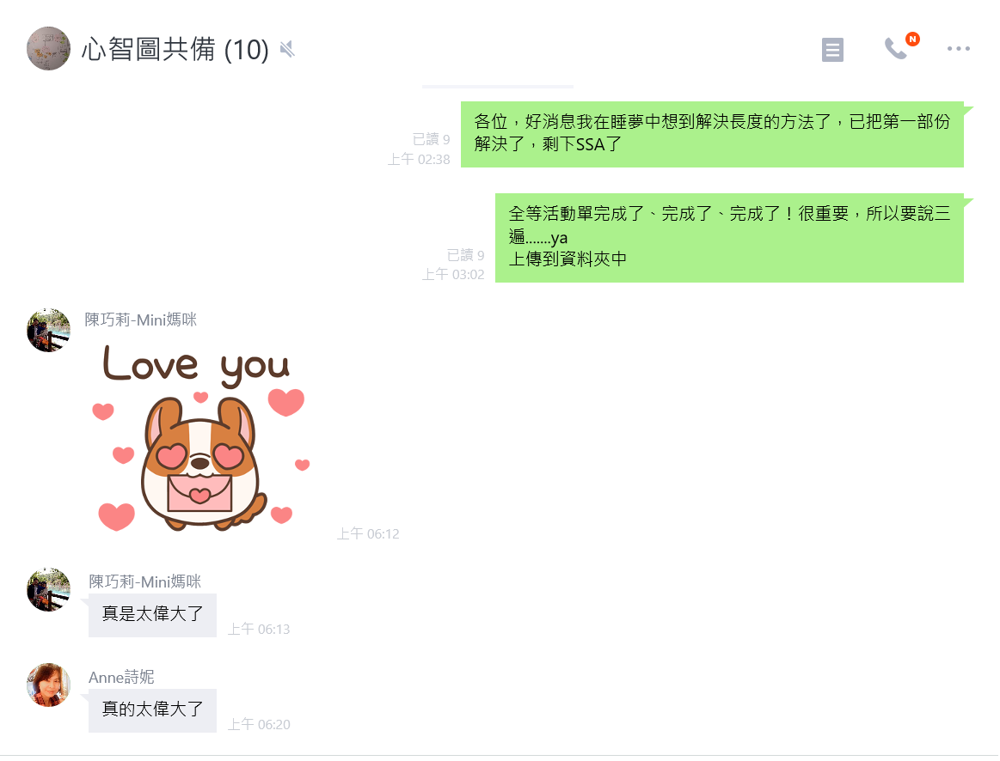 心智圖共備 (10)
N
各位，好消息我在睡夢中想到解決長度的方法了，已把第一部份
解決了，剩下SSA了
已讀 9
上午 02:38
全等活動單完成了、完成了、完成了！很重要，所以要說三
遍.......ya
上傳到資料夾中
已讀 9
上午 03:02
陳巧莉-Mini媽咪
Love you
上午 06:12
陳巧莉-Mini媽咪
真是太偉大了
上午 06:13
Anne詩妮
真的太偉大了
上午 06:20